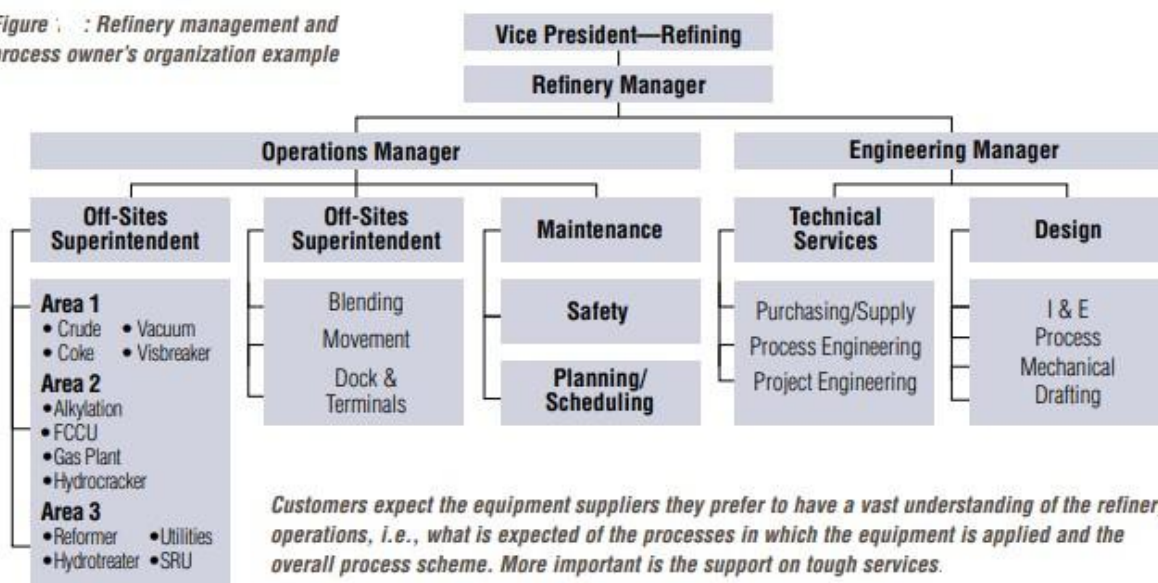 : Refinery management and
process owner's organization example
Vice President—Refining
Refinery Manager
Operations Manager
Engineering Manager
Off-Sites
Superintendent
Off-Sites
Superintendent
Maintenance
Technical
Services
Design
Area 1
• Crude • Vacuum
• Coke • Visbreaker
Area 2
•Alkylation
•FCCU
•Gas Plant
•Hydrocracker
Area 3
•Reformer •Utilities
•Hydrotreater •SRU
Blending
Movement
Dock &
Terminals
Safety
Planning/
Scheduling
Purchasing/Supply
Process Engineering
Project Engineering
I & E
Process
Mechanical
Drafting
Customers expect the equipment suppliers they prefer to have a vast understanding of the refinery
operations, i.e., what is expected of the processes in which the equipment is applied and the
overall process scheme. More important is the support on tough services.